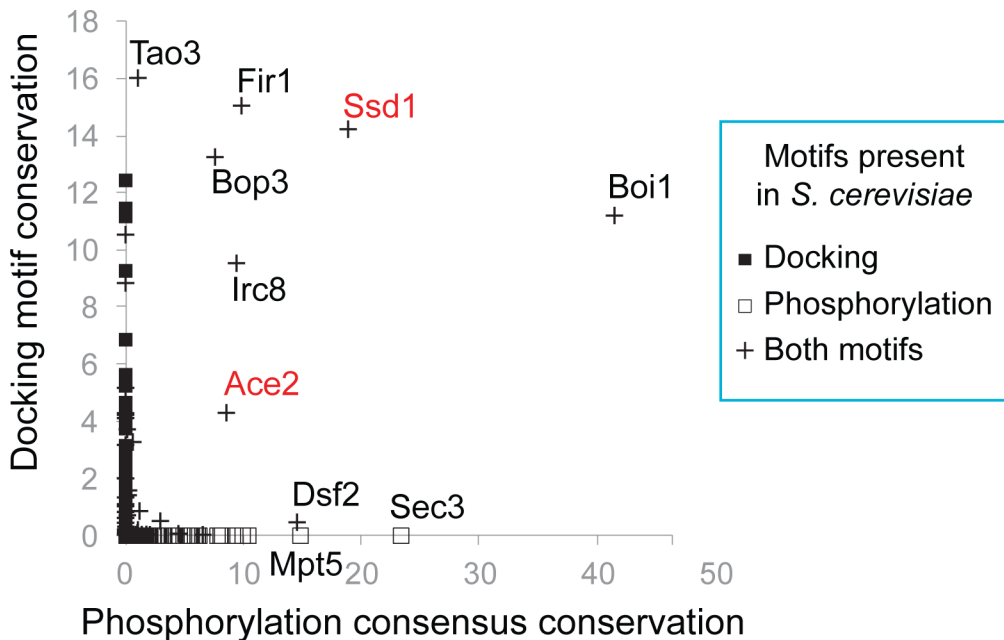 Docking motif conservation
18
16
14
12
10
8
6
4
2
0
Tao3
Fir1
Ssd1
Bop3
Boi1
Irc8
Ace2
Dsf2
Sec3
Mpt5
0
10
20
30
40
50
Phosphorylation consensus conservation
Motifs present
in S. cerevisiae
Docking
Phosphorylation
Both motifs